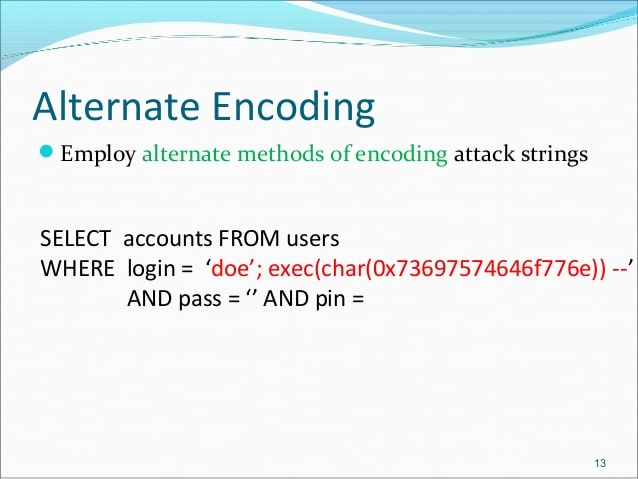 Alternate Encoding
Employ alternate methods of encoding attack strings
SELECT accounts FROM users
WHERE login = ‘doe’; exec(char(0x73697574646f776e)) --’
AND pass = ‘’ AND pin =
13